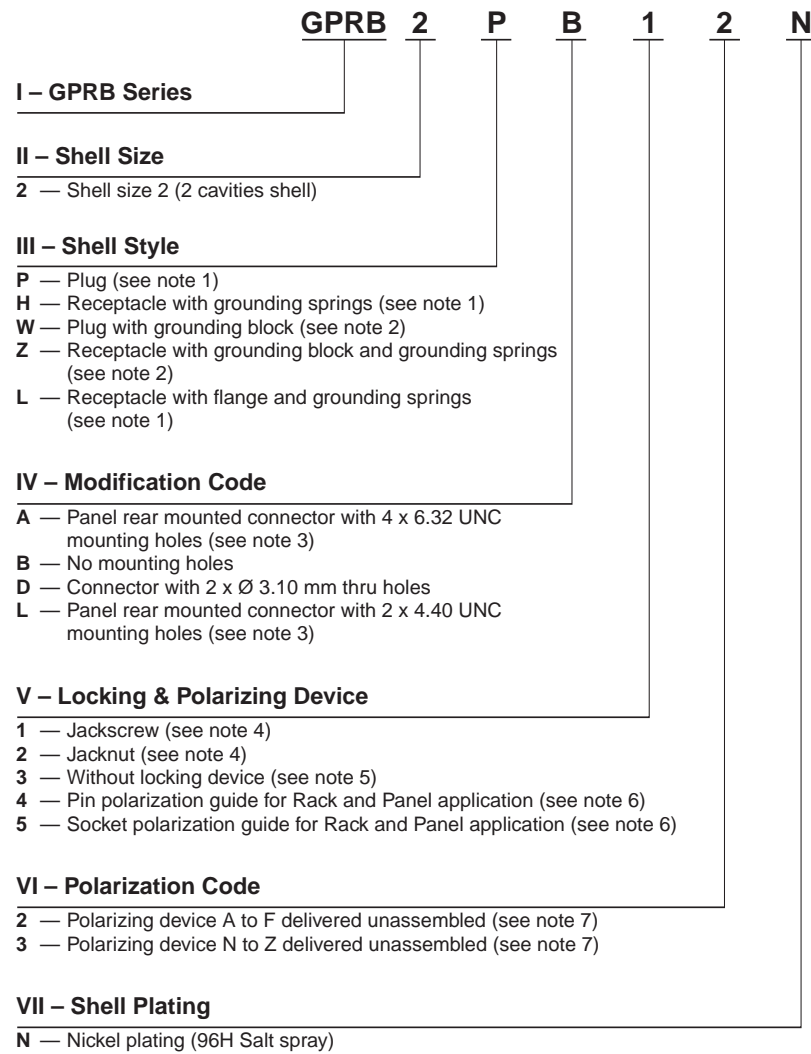 GPRB 2 P B 1 2 N
I – GPRB Series
II – Shell Size
2 — Shell size 2 (2 cavities shell)
III – Shell Style
P — Plug (see note 1)
H — Receptacle with grounding springs (see note 1)
W — Plug with grounding block (see note 2)
Z — Receptacle with grounding block and grounding springs
(see note 2)
L — Receptacle with flange and grounding springs
(see note 1)
IV – Modification Code
A — Panel rear mounted connector with 4 x 6.32 UNC
mounting holes (see note 3)
B — No mounting holes
D — Connector with 2 x Ø 3.10 mm thru holes
L — Panel rear mounted connector with 2 x 4.40 UNC
mounting holes (see note 3)
V – Locking & Polarizing Device
1 — Jackscrew (see note 4)
2 — Jacknut (see note 4)
3 — Without locking device (see note 5)
4 — Pin polarization guide for Rack and Panel application (see note 6)
5 — Socket polarization guide for Rack and Panel application (see note 6)
VI – Polarization Code
2 — Polarizing device A to F delivered unassembled (see note 7)
3 — Polarizing device N to Z delivered unassembled (see note 7)
VII – Shell Plating
N — Nickel plating (96H Salt spray)